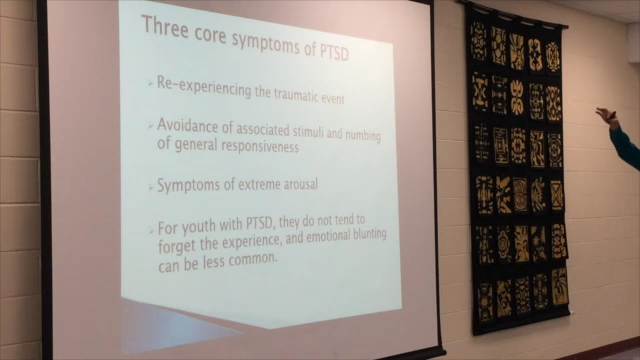 Three core symptoms of PTSD
Re-experiencing the traumatic event
Avoidance of associated stimuli and numbing
of general responsiveness
Symptoms of extreme arousal
For youth with PTSD, they do not tend to
forget the experience, and emotional blunting
can be less common.